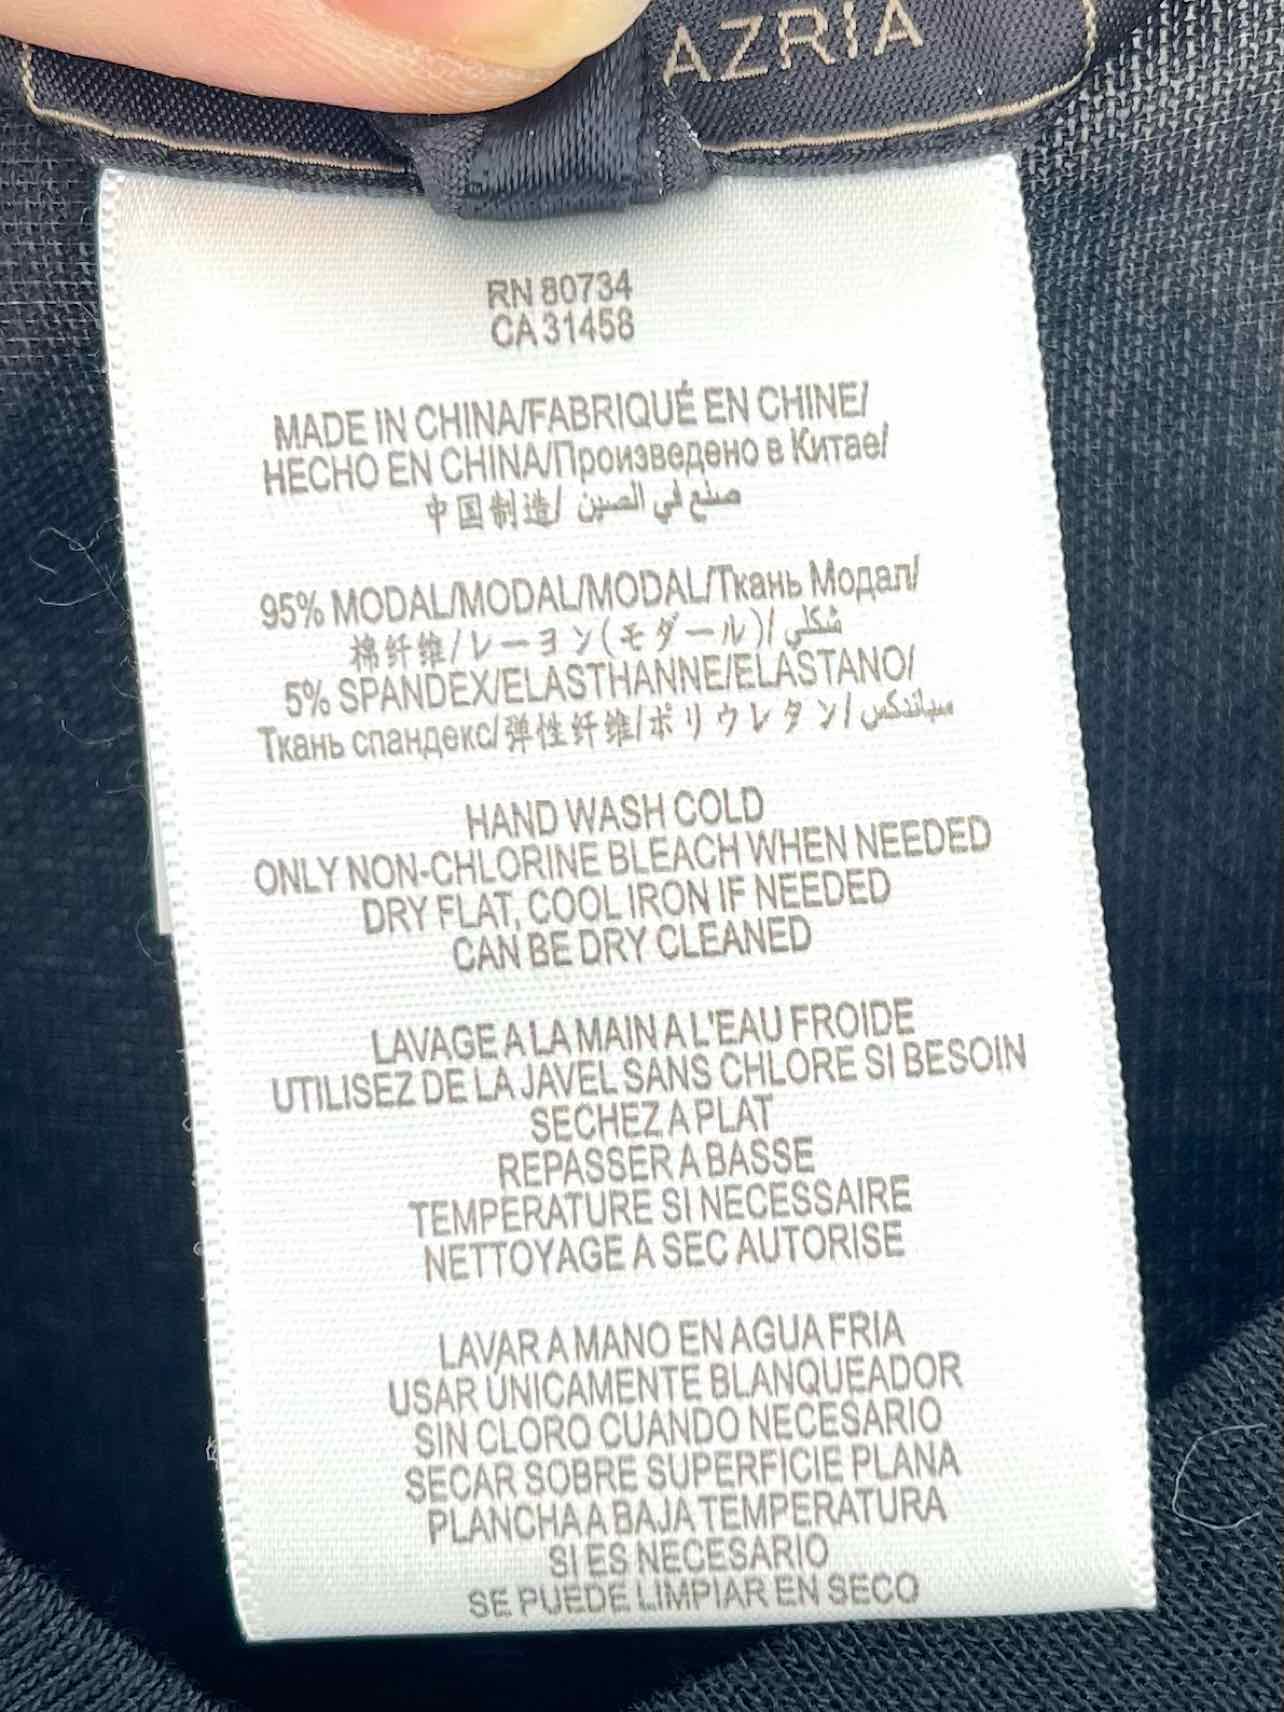 AZRIA
RN 80734
CA 31458
MADE IN CHINA/FABRIQUÉ EN CHINE/
HECHO EN CHINA/Произведено в Китае/
中国制造/ صنع في الصين
95% MODAL/MODAL/MODAL/Ткань Модал/
棉纤维/レーヨン(モダール)/ شكلي
5% SPANDEX/ELASTHANNE/ELASTANO/
Ткань спандекс/弹性纤维/ポリウレタン/ سباندكس
HAND WASH COLD
ONLY NON-CHLORINE BLEACH WHEN NEEDED
DRY FLAT, COOL IRON IF NEEDED
CAN BE DRY CLEANED
LAVAGE A LA MAIN A L'EAU FROIDE
UTILISEZ DE LA JAVEL SANS CHLORE SI BESOIN
SECHEZ A PLAT
REPASSER A BASSE
TEMPERATURE SI NECESSAIRE
NETTOYAGE A SEC AUTORISE
LAVAR A MANO EN AGUA FRIA
USAR ÚNICAMENTE BLANQUEADOR
SIN CLORO CUANDO NECESARIO
SECAR SOBRE SUPERFICIE PLANA
PLANCHA A BAJA TEMPERATURA
SI ES NECESARIO
SE PUEDE LIMPIAR EN SECO